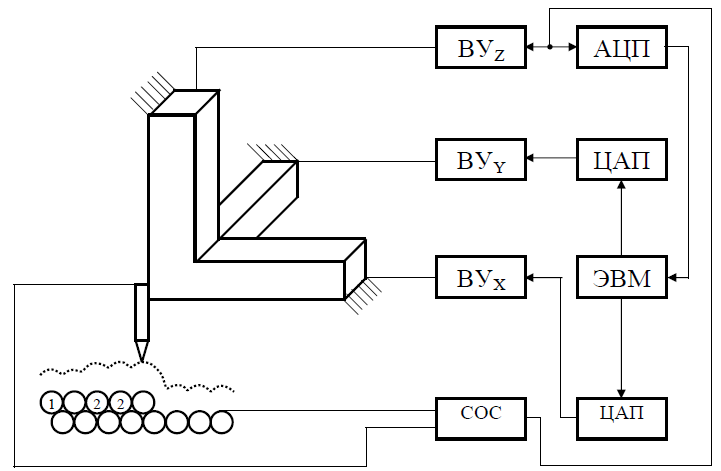 ВУZ АЦП
ВУY ЦАП
ВУX ЭВМ
1 2 2
СОС ЦАП